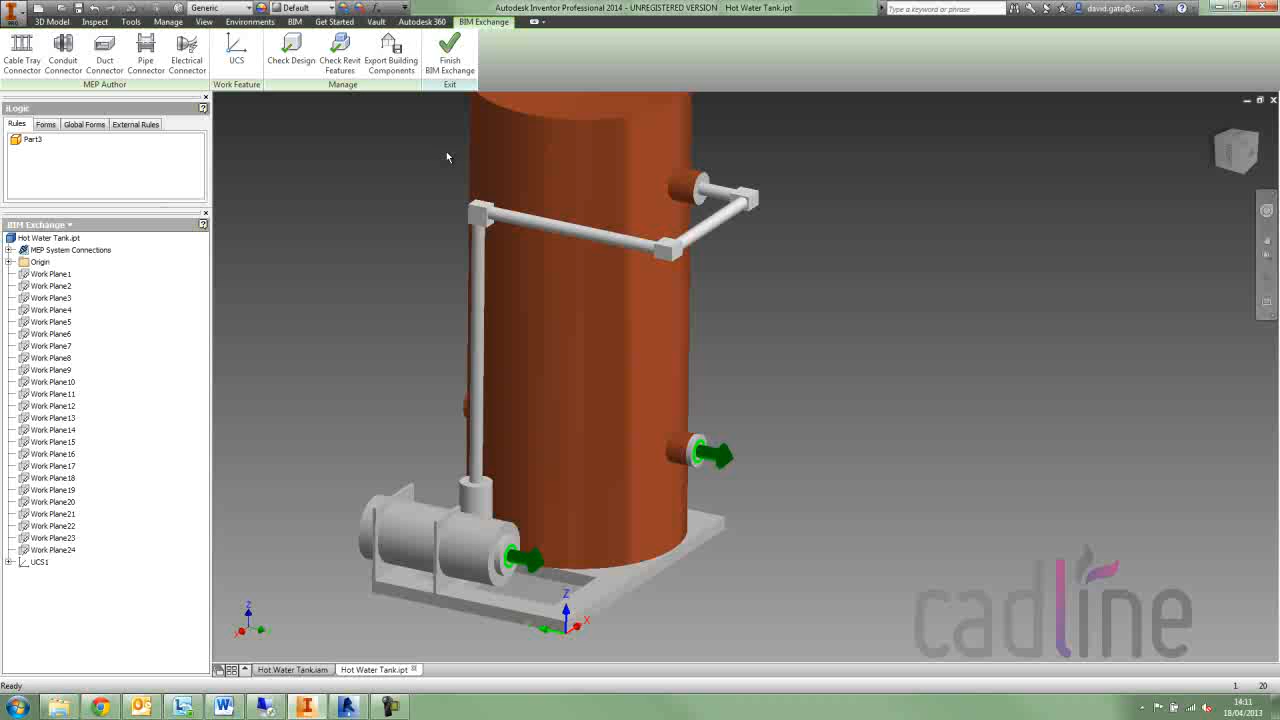 PRO
Generic
Default
Autodesk Inventor Professional 2014 - UNREGISTERED VERSION Hot Water Tank.ipt
Type a keyword or phrase
david.gate@c...
3D Model Inspect Tools Manage View Environments BIM Get Started Vault Autodesk 360 BIM Exchange
Cable Tray Connector
Conduit Connector
Duct Connector
Pipe Connector
Electrical Connector
UCS
Check Design
Check Revit Features
Export Building Components
Finish BIM Exchange
MEP Author Work Feature Manage Exit
iLogic
Rules Forms Global Forms External Rules
Part3
BIM Exchange
Hot Water Tank.ipt
MEP System Connections
Origin
Work Plane1
Work Plane2
Work Plane3
Work Plane4
Work Plane5
Work Plane6
Work Plane7
Work Plane8
Work Plane9
Work Plane10
Work Plane11
Work Plane12
Work Plane13
Work Plane14
Work Plane15
Work Plane16
Work Plane17
Work Plane18
Work Plane19
Work Plane20
Work Plane21
Work Plane22
Work Plane23
Work Plane24
UCS1
Z
X
Z
X
cadline
Hot Water Tank.iam Hot Water Tank.ipt
Ready
1 20
14:11
18/04/2013